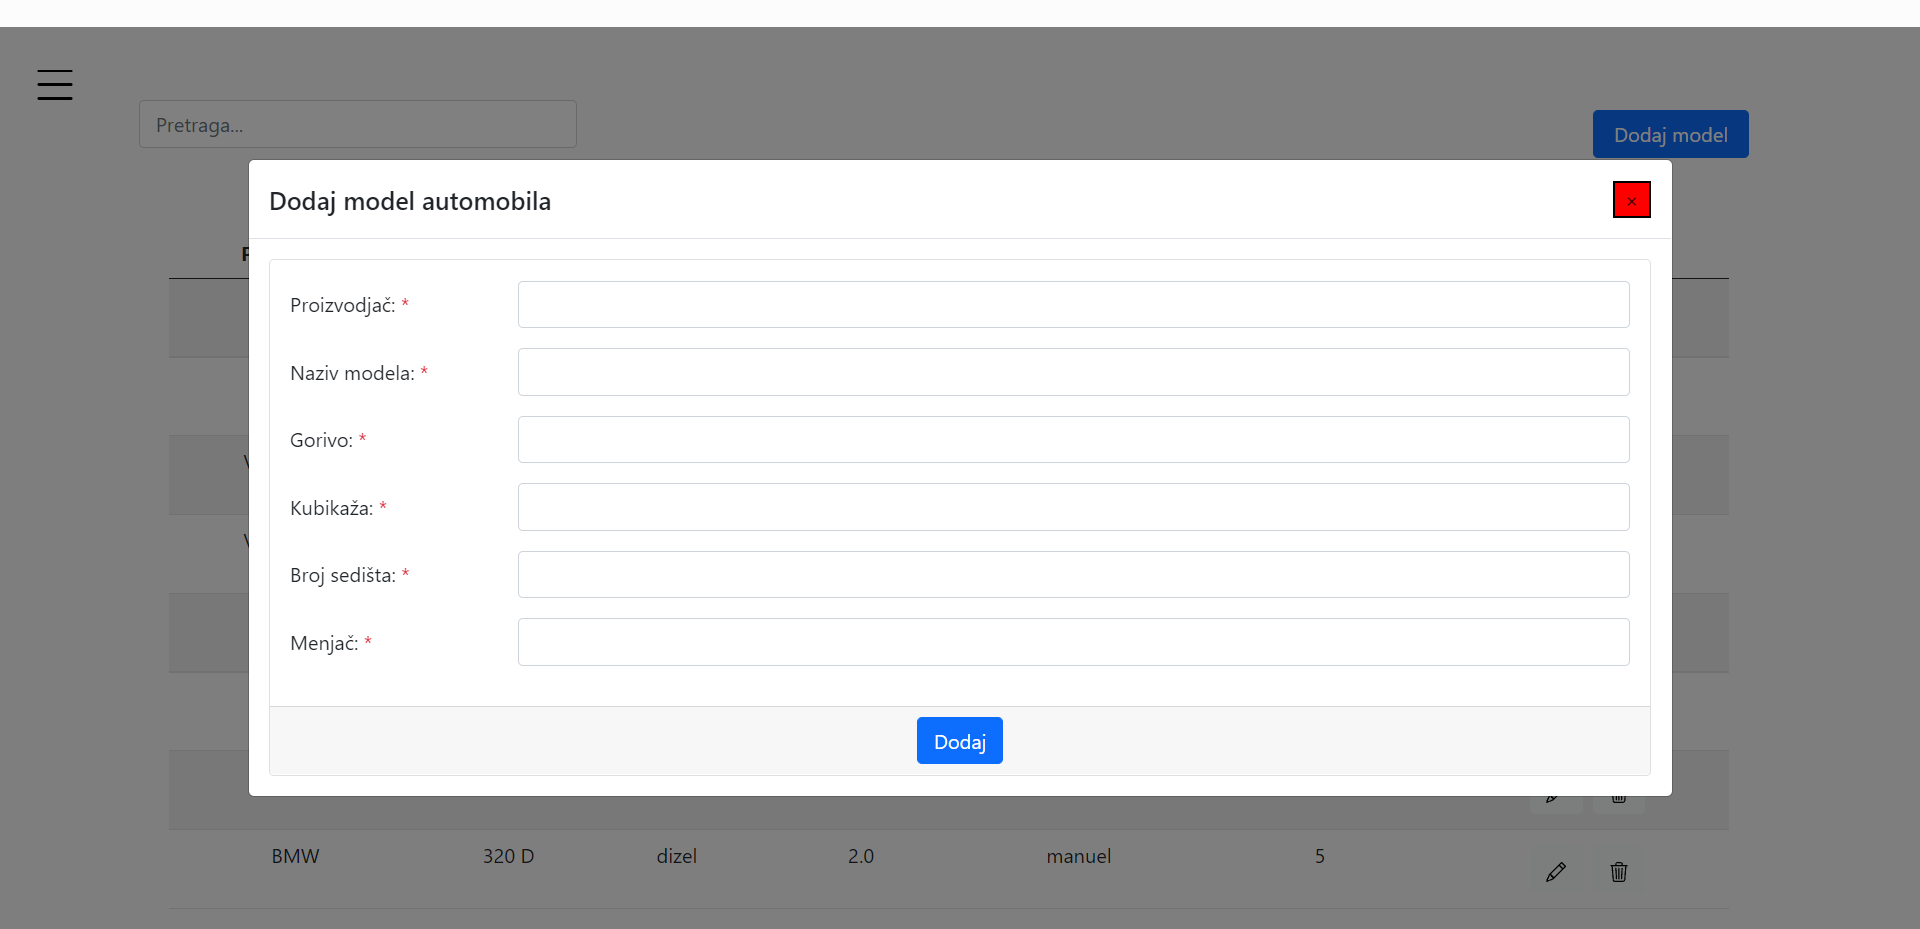 Pretraga...
Dodaj model
Dodaj model automobila
×
Proizvodjač: *
Naziv modela: *
Gorivo: *
Kubikaža: *
Broj sedišta: *
Menjač: *
Dodaj
BMW 320 D dizel 2.0 manuel 5